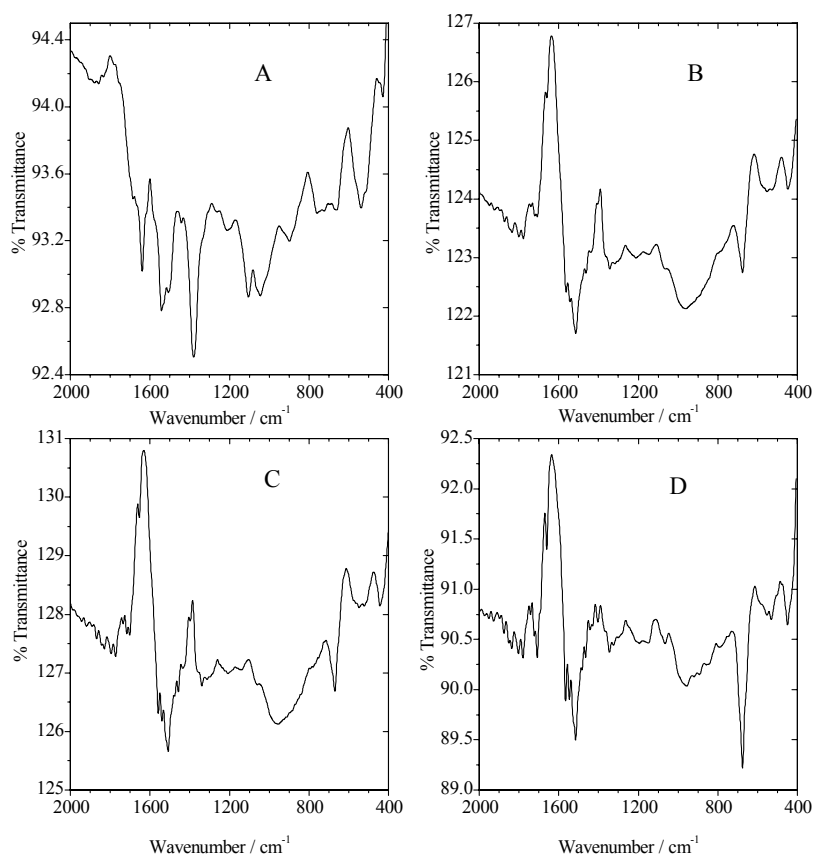 A
94.4
94.0
93.6
93.2
92.8
92.4
% Transmittance
2000 1600 1200 800 400
Wavenumber / cm⁻¹
B
127
126
125
124
123
122
121
% Transmittance
2000 1600 1200 800 400
Wavenumber / cm⁻¹
C
131
130
129
128
127
126
125
% Transmittance
2000 1600 1200 800 400
Wavenumber / cm⁻¹
D
92.5
92.0
91.5
91.0
90.5
90.0
89.5
89.0
% Transmittance
2000 1600 1200 800 400
Wavenumber / cm⁻¹